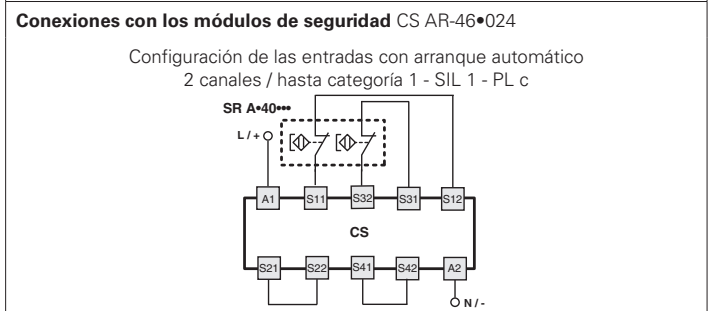 Conexiones con los módulos de seguridad CS AR-46•024
Configuración de las entradas con arranque automático
2 canales / hasta categoría 1 - SIL 1 - PL c
SR A•40•••
L / +
A1 S11 S32 S31 S12
CS
S21 S22 S41 S42 A2
N / -